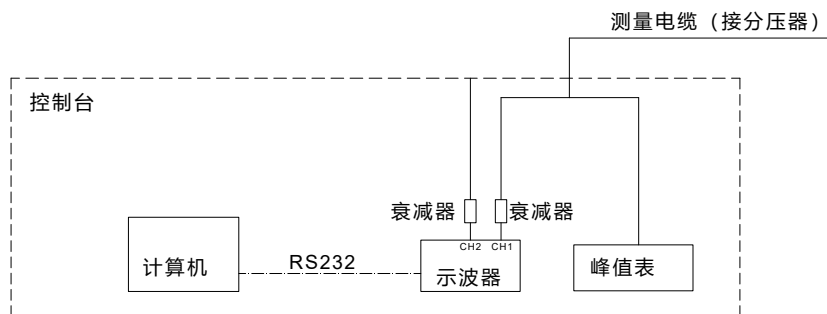 测量电缆（接分压器）
控制台
衰减器 衰减器
CH2 CH1
计算机 RS232 示波器 峰值表